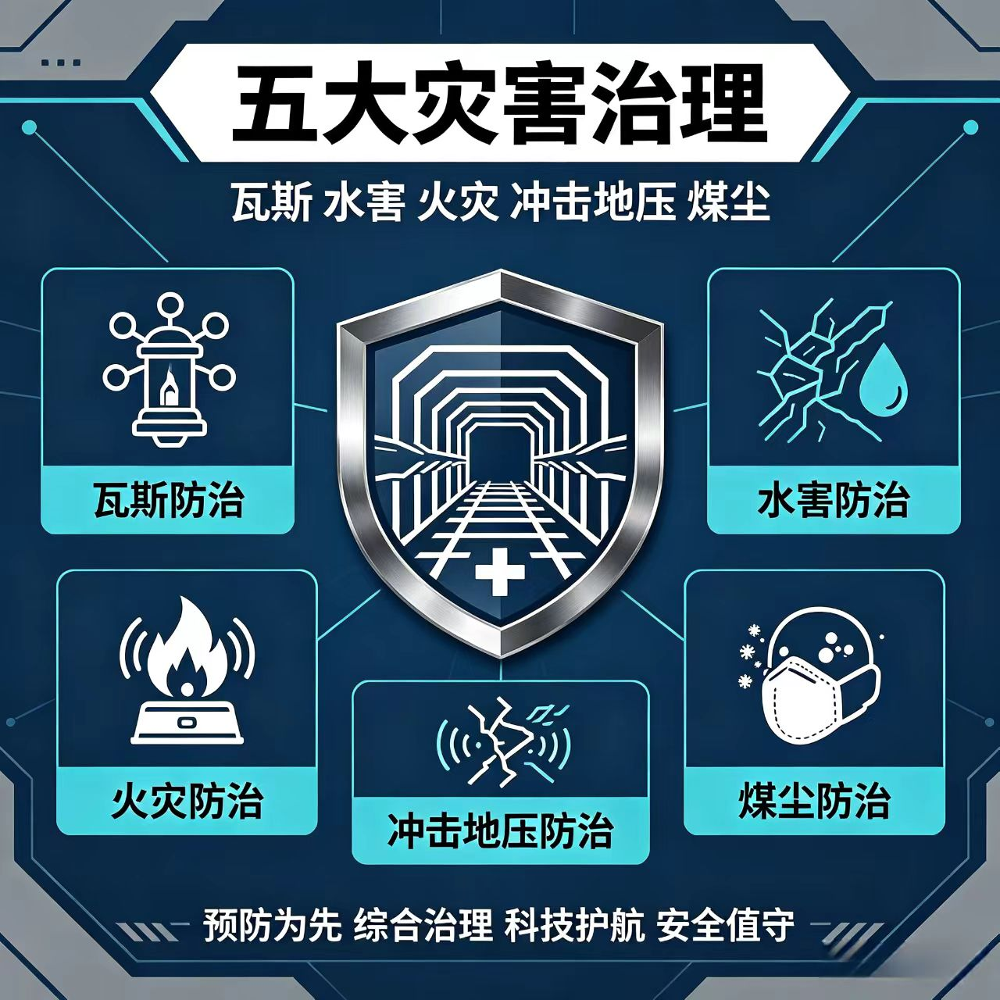 五大灾害治理
瓦斯 水害 火灾 冲击地压 煤尘
瓦斯防治
水害防治
火灾防治
冲击地压防治
煤尘防治
预防为先 综合治理 科技护航 安全值守